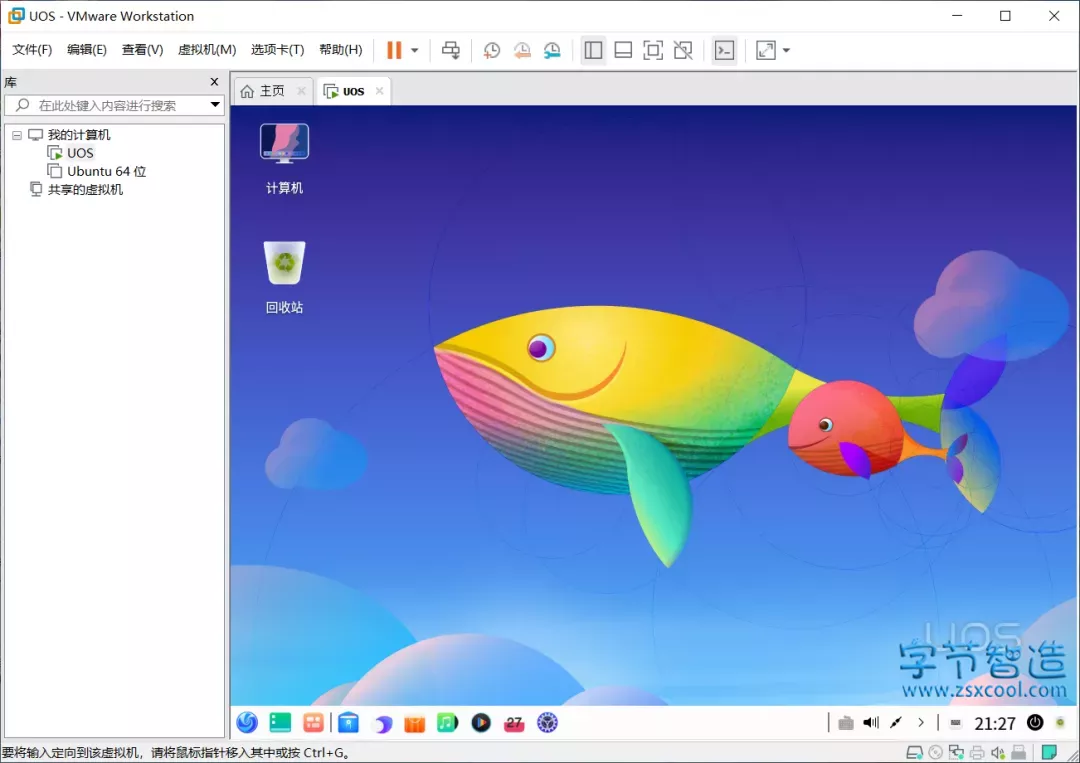 UOS - VMware Workstation
文件(F) 编辑(E) 查看(V) 虚拟机(M) 选项卡(T) 帮助(H)
库
在此处键入内容进行搜索
我的计算机
UOS
Ubuntu 64 位
共享的虚拟机
主页
UOS
计算机
回收站
UOS
字节智造
www.zsxcool.com
27
21:27
要将输入定向到该虚拟机，请将鼠标指针移入其中或按 Ctrl+G。